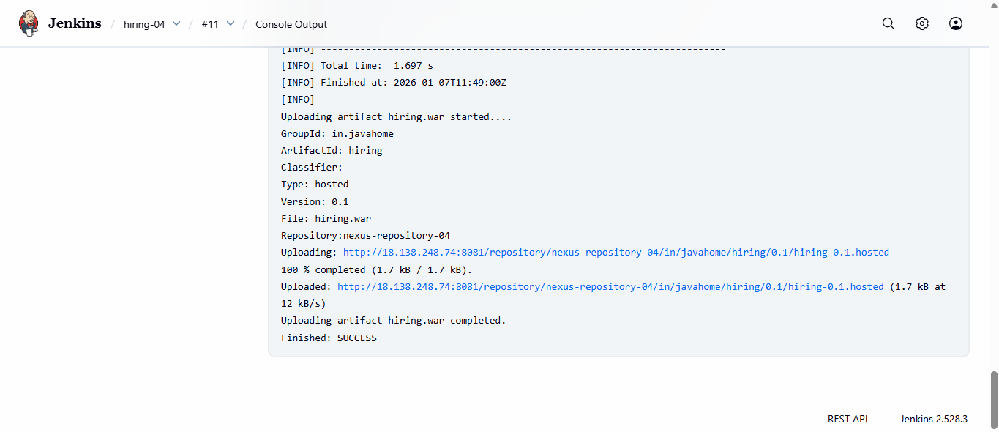 Jenkins / hiring-04 / #11 / Console Output
[INFO] ------------------------------------------------------------------------
[INFO] Total time:  1.697 s
[INFO] Finished at: 2026-01-07T11:49:00Z
[INFO] ------------------------------------------------------------------------
Uploading artifact hiring.war started....
GroupId: in.javahome
ArtifactId: hiring
Classifier:
Type: hosted
Version: 0.1
File: hiring.war
Repository:nexus-repository-04
Uploading: http://18.138.248.74:8081/repository/nexus-repository-04/in/javahome/hiring/0.1/hiring-0.1.hosted
100 % completed (1.7 kB / 1.7 kB).
Uploaded: http://18.138.248.74:8081/repository/nexus-repository-04/in/javahome/hiring/0.1/hiring-0.1.hosted (1.7 kB at
12 kB/s)
Uploading artifact hiring.war completed.
Finished: SUCCESS
REST API Jenkins 2.528.3